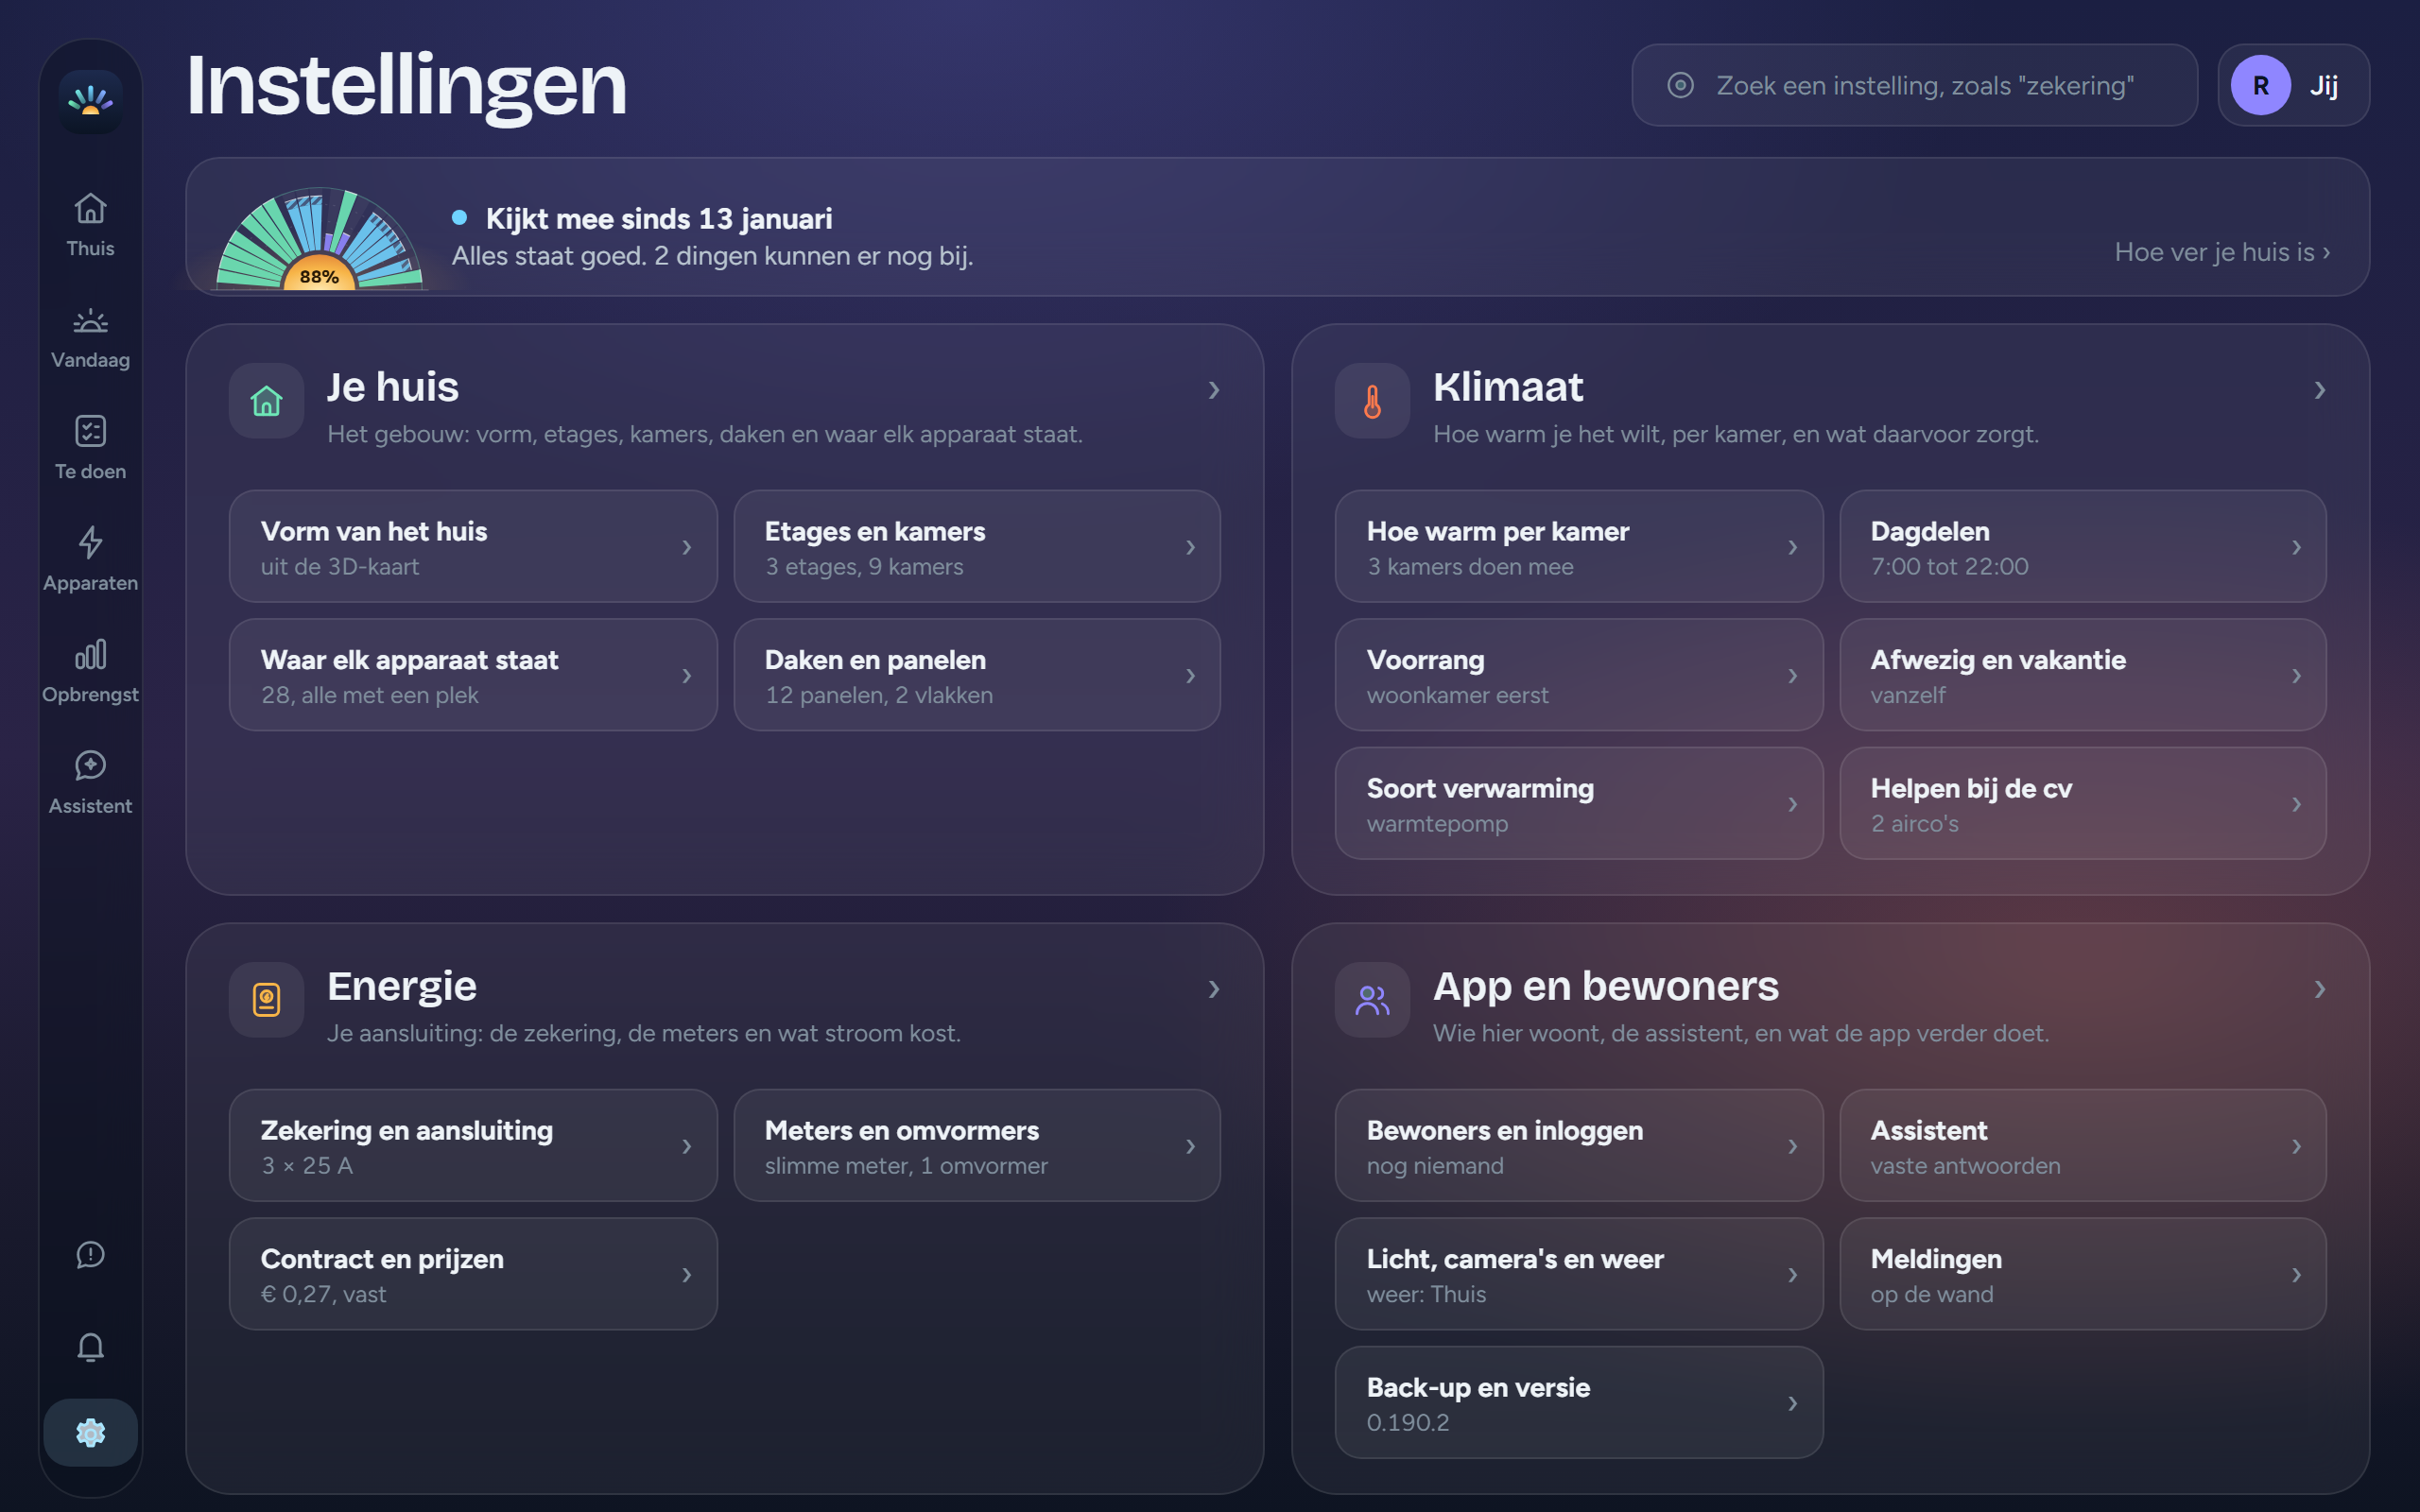 Instellingen
Zoek een instelling, zoals "zekering"
R
Jij
Thuis
Vandaag
Te doen
Apparaten
Opbrengst
Assistent
88%
Kijkt mee sinds 13 januari
Alles staat goed. 2 dingen kunnen er nog bij.
Hoe ver je huis is ›
Je huis
Het gebouw: vorm, etages, kamers, daken en waar elk apparaat staat.
Vorm van het huis
uit de 3D-kaart
Etages en kamers
3 etages, 9 kamers
Waar elk apparaat staat
28, alle met een plek
Daken en panelen
12 panelen, 2 vlakken
Klimaat
Hoe warm je het wilt, per kamer, en wat daarvoor zorgt.
Hoe warm per kamer
3 kamers doen mee
Dagdelen
7:00 tot 22:00
Voorrang
woonkamer eerst
Afwezig en vakantie
vanzelf
Soort verwarming
warmtepomp
Helpen bij de cv
2 airco's
Energie
Je aansluiting: de zekering, de meters en wat stroom kost.
Zekering en aansluiting
3 × 25 A
Meters en omvormers
slimme meter, 1 omvormer
Contract en prijzen
€ 0,27, vast
App en bewoners
Wie hier woont, de assistent, en wat de app verder doet.
Bewoners en inloggen
nog niemand
Assistent
vaste antwoorden
Licht, camera's en weer
weer: Thuis
Meldingen
op de wand
Back-up en versie
0.190.2